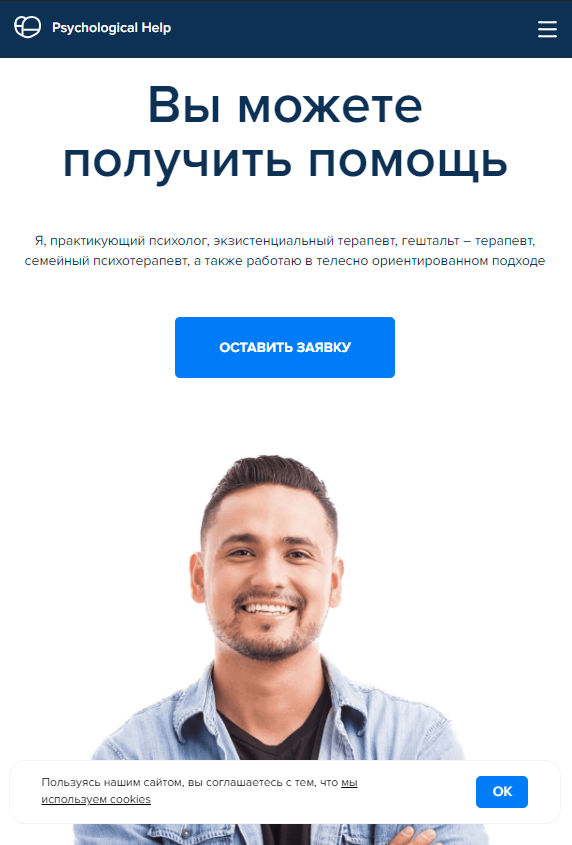 Psychological Help
Вы можете
получить помощь
Я, практикующий психолог, экзистенциальный терапевт, гештальт – терапевт,
семейный психотерапевт, а также работаю в телесно ориентированном подходе
ОСТАВИТЬ ЗАЯВКУ
Пользуясь нашим сайтом, вы соглашаетесь с тем, что мы
используем cookies
ОК